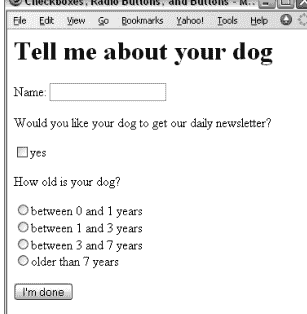 Checkboxes, Radio Buttons, and Buttons - M...
File Edit View Go Bookmarks Yahoo! Tools Help
Tell me about your dog
Name:
Would you like your dog to get our daily newsletter?
yes
How old is your dog?
between 0 and 1 years
between 1 and 3 years
between 3 and 7 years
older than 7 years
I'm done